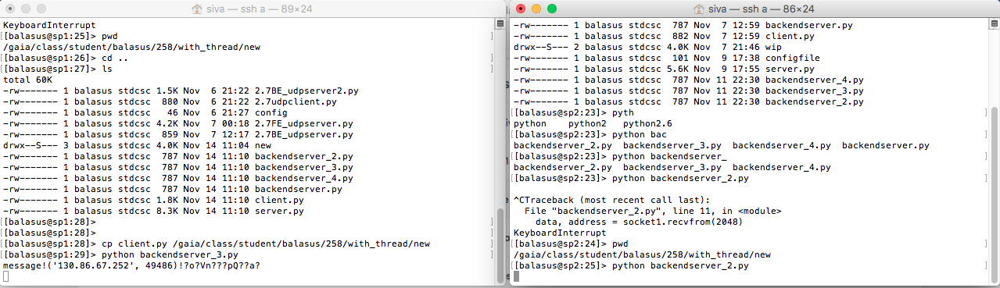 siva — ssh a — 89×24
KeyboardInterrupt
[[balasus@sp1:25]> pwd ]
/gaia/class/student/balasus/258/with_thread/new
[[balasus@sp1:26]> cd .. ]
[[balasus@sp1:27]> ls ]
total 60K
-rw------- 1 balasus stdcsc 1.5K Nov  6 21:22 2.7BE_udpserver2.py
-rw------- 1 balasus stdcsc  880 Nov  6 21:22 2.7udpclient.py
-rw------- 1 balasus stdcsc   46 Nov  6 21:27 config
-rw------- 1 balasus stdcsc 4.2K Nov  7 00:18 2.7FE_udpserver.py
-rw------- 1 balasus stdcsc  859 Nov  7 12:17 2.7BE_udpserver.py
drwx--S--- 3 balasus stdcsc 4.0K Nov 14 11:04 new
-rw------- 1 balasus stdcsc  787 Nov 14 11:10 backendserver_2.py
-rw------- 1 balasus stdcsc  787 Nov 14 11:10 backendserver_3.py
-rw------- 1 balasus stdcsc  787 Nov 14 11:10 backendserver_4.py
-rw------- 1 balasus stdcsc  787 Nov 14 11:10 backendserver.py
-rw------- 1 balasus stdcsc 1.8K Nov 14 11:10 client.py
-rw------- 1 balasus stdcsc 8.3K Nov 14 11:10 server.py
[[balasus@sp1:28]> ]
[[balasus@sp1:28]> ]
[[balasus@sp1:28]> cp client.py /gaia/class/student/balasus/258/with_thread/new ]
[[balasus@sp1:29]> python backendserver_3.py ]
message!('130.86.67.252', 49486)!?o?Vn???pQ??a?
siva — ssh a — 86×24
-rw------- 1 balasus stdcsc  787 Nov  7 12:59 backendserver.py
-rw------- 1 balasus stdcsc  882 Nov  7 12:59 client.py
drwx--S--- 2 balasus stdcsc 4.0K Nov  7 21:46 wip
-rw------- 1 balasus stdcsc  101 Nov  9 17:38 configfile
-rw------- 1 balasus stdcsc 5.6K Nov  9 17:55 server.py
-rw------- 1 balasus stdcsc  787 Nov 11 22:30 backendserver_4.py
-rw------- 1 balasus stdcsc  787 Nov 11 22:30 backendserver_3.py
-rw------- 1 balasus stdcsc  787 Nov 11 22:30 backendserver_2.py
[[balasus@sp2:23]> pyth ]
python    python2   python2.6
[[balasus@sp2:23]> python bac ]
backendserver_2.py  backendserver_3.py  backendserver_4.py  backendserver.py
[[balasus@sp2:23]> python backendserver_ ]
backendserver_2.py  backendserver_3.py  backendserver_4.py
[[balasus@sp2:23]> python backendserver_2.py ]
^CTraceback (most recent call last):
  File "backendserver_2.py", line 11, in <module>
    data, address = socket1.recvfrom(2048)
KeyboardInterrupt
[[balasus@sp2:24]> pwd ]
/gaia/class/student/balasus/258/with_thread/new
[[balasus@sp2:25]> python backendserver_2.py ]